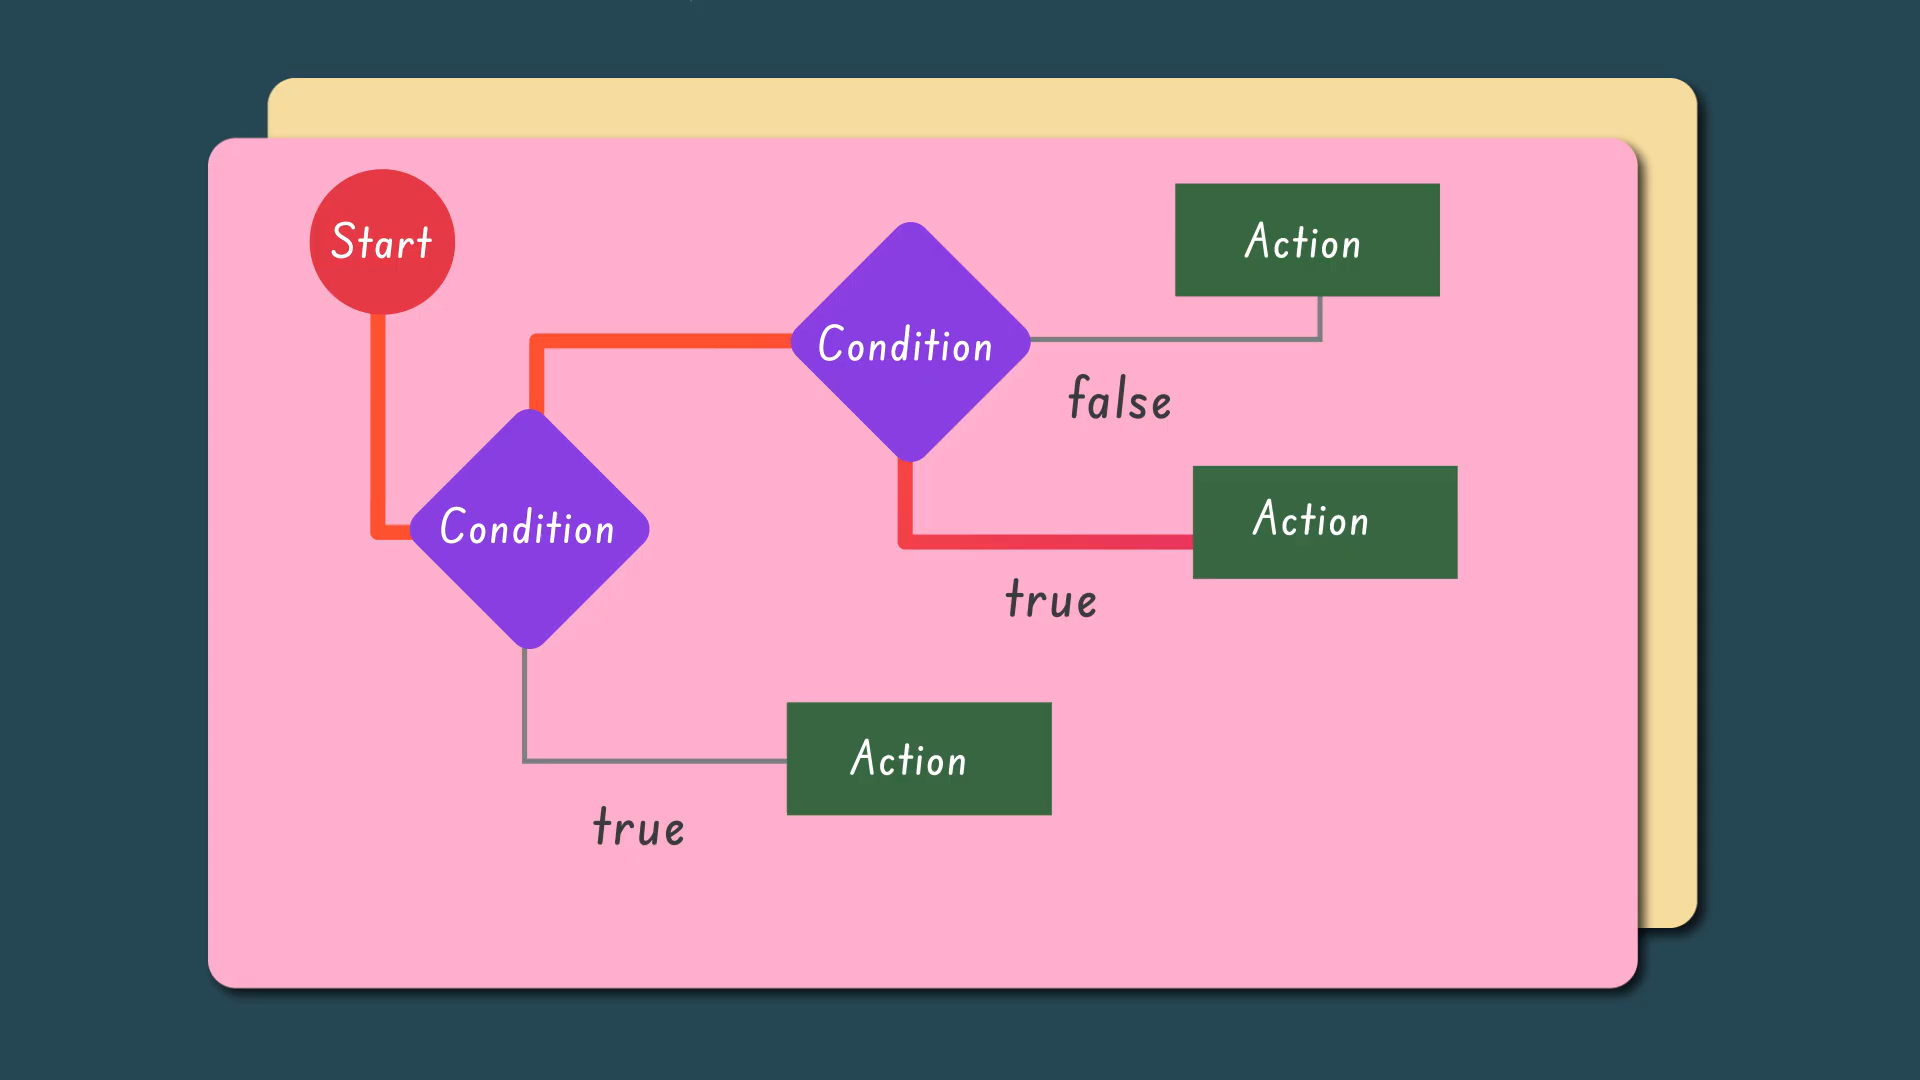 Start
Action
Condition
false
Action
Condition
true
Action
true